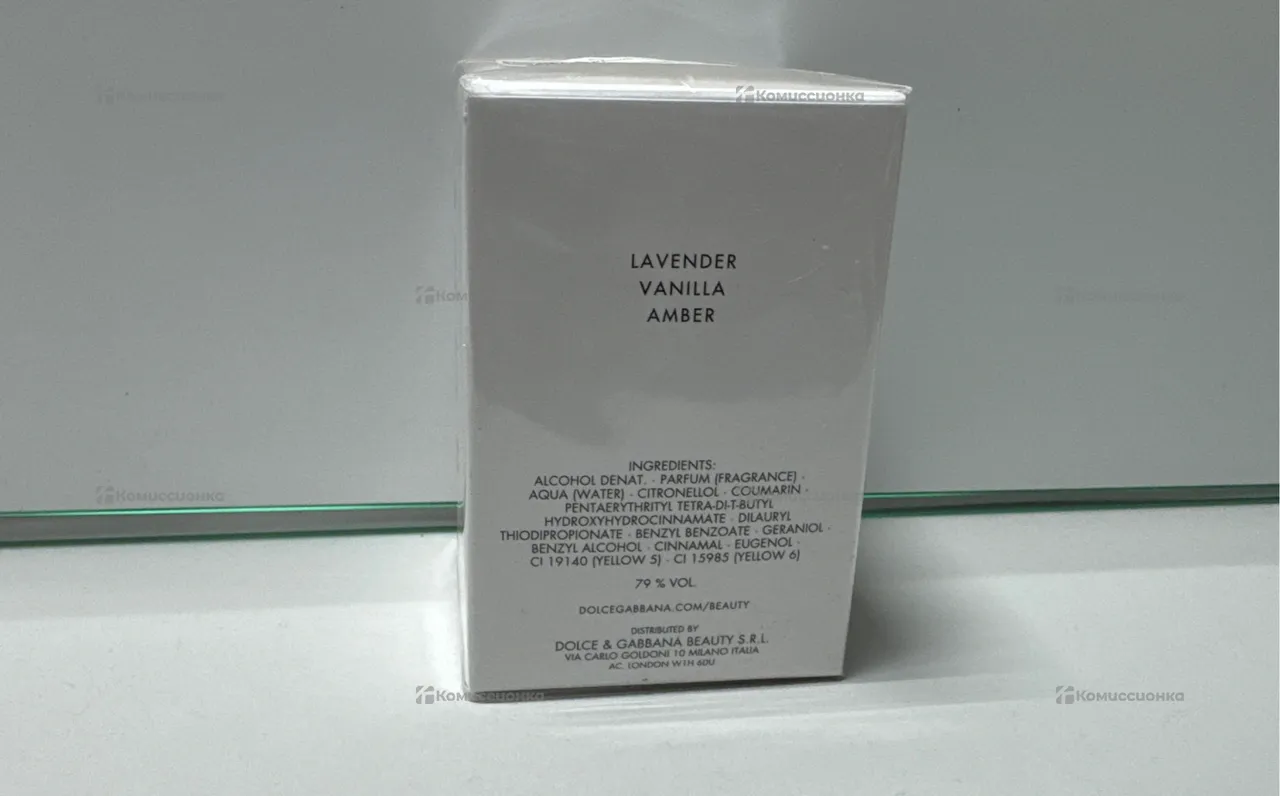 Комиссионка
Комиссионка
LAVENDER
VANILLA
AMBER
INGREDIENTS:
ALCOHOL DENAT. · PARFUM (FRAGRANCE) ·
AQUA (WATER) · CITRONELLOL · COUMARIN ·
PENTAERYTHRITYL TETRA-DI-T-BUTYL
HYDROXYHYDROCINNAMATE · DILAURYL
THIODIPROPIONATE · BENZYL BENZOATE · GERANIOL ·
BENZYL ALCOHOL · CINNAMAL · EUGENOL ·
CI 19140 (YELLOW 5) · CI 15985 (YELLOW 6)
79 % VOL.
DOLCEGABBANA.COM/BEAUTY
DISTRIBUTED BY
DOLCE & GABBANA BEAUTY S.R.L.
VIA CARLO GOLDONI 10 MILANO ITALIA
AC. LONDON W1H 6DU
Комиссионка
Комиссионка
Комиссионка